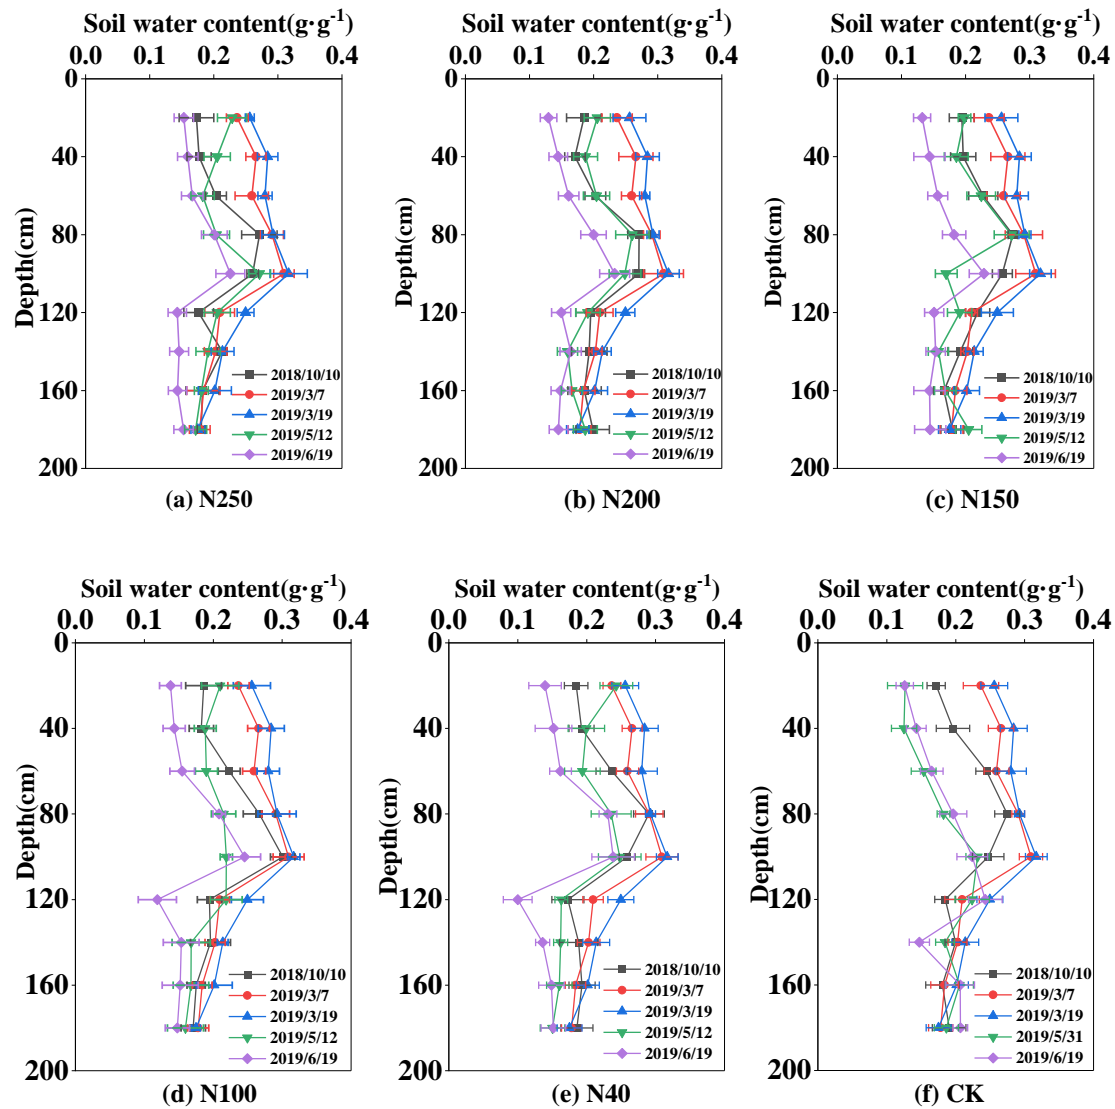 Soil water content(g·g⁻¹) Soil water content(g·g⁻¹) Soil water content(g·g⁻¹)
0.0 0.1 0.2 0.3 0.4 0.0 0.1 0.2 0.3 0.4 0.0 0.1 0.2 0.3 0.4
0 0 0
40 40 40
80 80 80
Depth(cm) Depth(cm) Depth(cm)
120 120 120
160 160 160
200 200 200
2018/10/10 2018/10/10 2018/10/10
2019/3/7 2019/3/7 2019/3/7
2019/3/19 2019/3/19 2019/3/19
2019/5/12 2019/5/12 2019/5/12
2019/6/19 2019/6/19 2019/6/19
(a) N250 (b) N200 (c) N150
Soil water content(g·g⁻¹) Soil water content(g·g⁻¹) Soil water content(g·g⁻¹)
0.0 0.1 0.2 0.3 0.4 0.0 0.1 0.2 0.3 0.4 0.0 0.1 0.2 0.3 0.4
0 0 0
40 40 40
80 80 80
Depth(cm) Depth(cm) Depth(cm)
120 120 120
160 160 160
200 200 200
2018/10/10 2018/10/10 2018/10/10
2019/3/7 2019/3/7 2019/3/7
2019/3/19 2019/3/19 2019/3/19
2019/5/12 2019/5/12 2019/5/31
2019/6/19 2019/6/19 2019/6/19
(d) N100 (e) N40 (f) CK